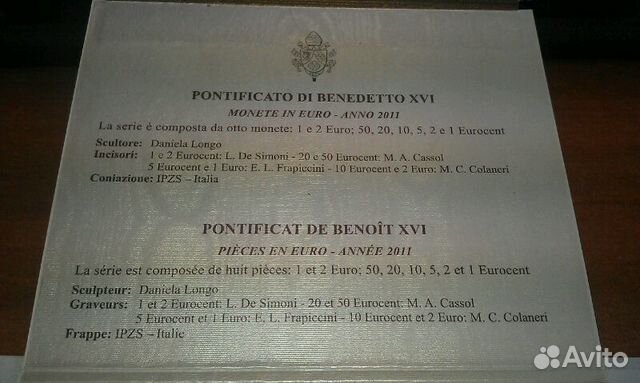 PONTIFICATO DI BENEDETTO XVI
MONETE IN EURO - ANNO 2011
La serie è composta da otto monete: 1 e 2 Euro; 50, 20, 10, 5, 2 e 1 Eurocent
Scultore: Daniela Longo
Incisori: 1 e 2 Eurocent: L. De Simoni - 20 e 50 Eurocent: M. A. Cassol
5 Eurocent e 1 Euro: E. L. Frapiccini - 10 Eurocent e 2 Euro: M. C. Colaneri
Coniazione: IPZS – Italia
PONTIFICAT DE BENOÎT XVI
PIÈCES EN EURO - ANNÉE 2011
La série est composée de huit pièces: 1 et 2 Euro; 50, 20, 10, 5, 2 et 1 Eurocent
Sculpteur: Daniela Longo
Graveurs: 1 et 2 Eurocent: L. De Simoni - 20 et 50 Eurocent: M. A. Cassol
5 Eurocent et 1 Euro: E. L. Frapiccini - 10 Eurocent et 2 Euro: M. C. Colaneri
Frappe: IPZS – Italie
Avito